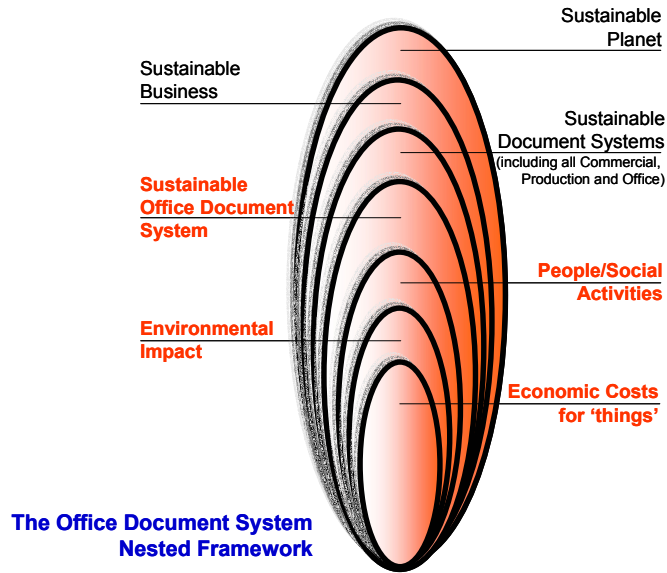 Sustainable
Planet
Sustainable
Business
Sustainable
Document Systems
(including all Commercial,
Production and Office)
Sustainable
Office Document
System
People/Social
Activities
Environmental
Impact
Economic Costs
for ‘things’
The Office Document System
Nested Framework